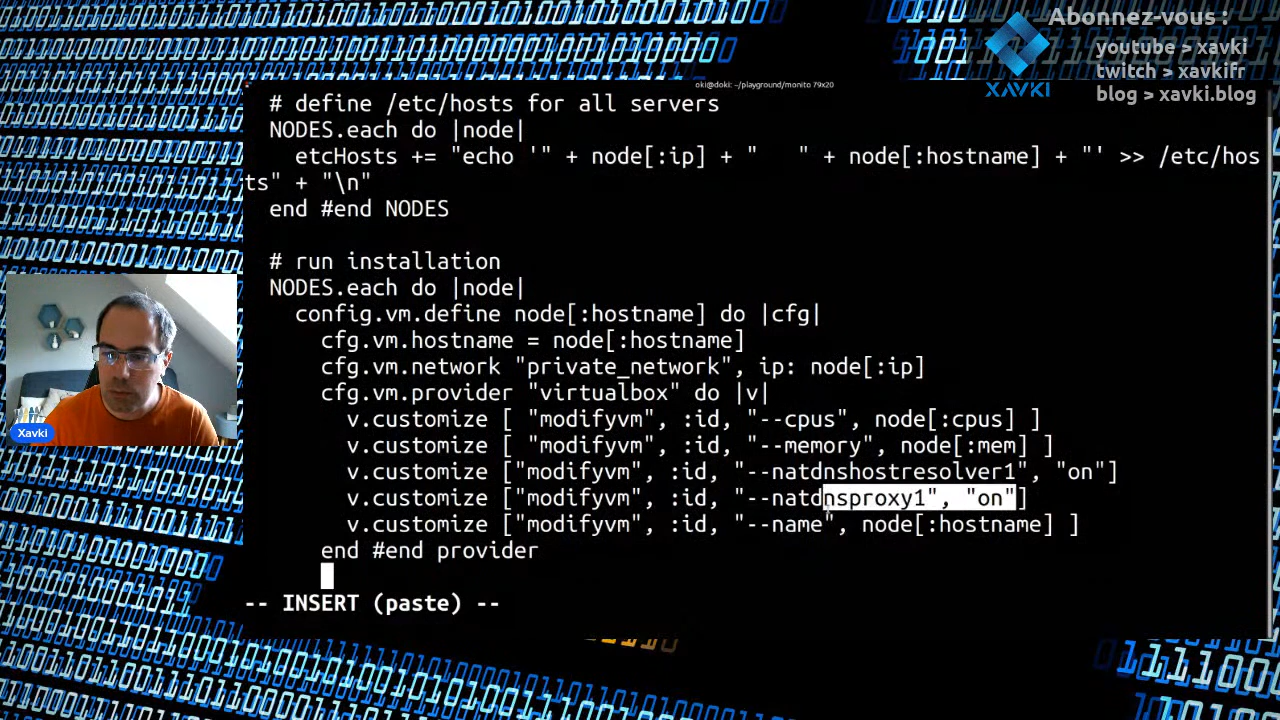 Abonnez-vous :
youtube > xavki
twitch > xavkifr
blog > xavki.blog
XAVKI
oki@doki: ~/playground/monito 79x20
# define /etc/hosts for all servers
NODES.each do |node|
etcHosts += "echo '" + node[:ip] + "   " + node[:hostname] + "' >> /etc/hos
ts" + "\n"
end #end NODES
# run installation
NODES.each do |node|
config.vm.define node[:hostname] do |cfg|
cfg.vm.hostname = node[:hostname]
cfg.vm.network "private_network", ip: node[:ip]
cfg.vm.provider "virtualbox" do |v|
v.customize [ "modifyvm", :id, "--cpus", node[:cpus] ]
v.customize [ "modifyvm", :id, "--memory", node[:mem] ]
v.customize ["modifyvm", :id, "--natdnshostresolver1", "on"]
v.customize ["modifyvm", :id, "--natdnsproxy1", "on"]
v.customize ["modifyvm", :id, "--name", node[:hostname] ]
end #end provider
-- INSERT (paste) --
Xavki